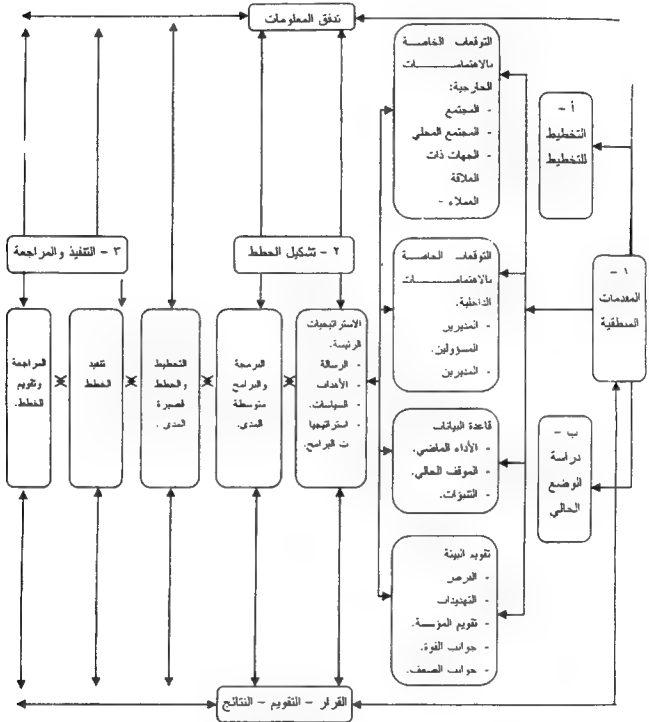 تدفق المعلومات
التوقعات الخاصة
بالاهتمامات
الخارجية:
- المجتمع
- المجتمع المحلي
- الجهات ذات
العلاقة
العملاء -
أ -
التخطيط
للتخطيط
١ -
المقدمات
المنطقية
ب -
دراسة
الوضع
الحالي
التوقعات الخاصة
بالاهتمامات
الداخلية.
- المديرين
المسؤولين.
- المديرين
قاعدة البيانات
- الأداء الماضي.
- الموقف الحالي.
- التنبؤات.
تقويم البيئة
- الفرص
- التهديدات
- تقويم المؤسسة.
- جوانب القوة.
- جوانب الضعف.
٢ - تشكيل الخطط
الاستراتيجيات
الرئيسة.
- الرسالة
- الأهداف
- السياسات.
- استراتيجيا
ت البرامج.
البرمجة
والبرامج
متوسطة
المدى.
٣ - التنفيذ والمراجعة
التخطيط
والخطط
قصيرة
المدى.
تنفيذ
الخطط
المراجعة
وتقويم
الخطط.
القرار - التقويم - النتائج